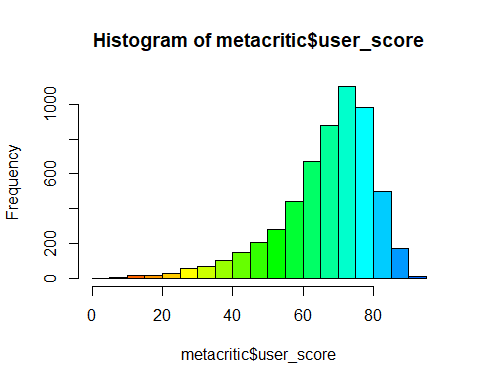 Histogram of metacritic$user_score
Frequency
1000
600
200
0
0 20 40 60 80
metacritic$user_score